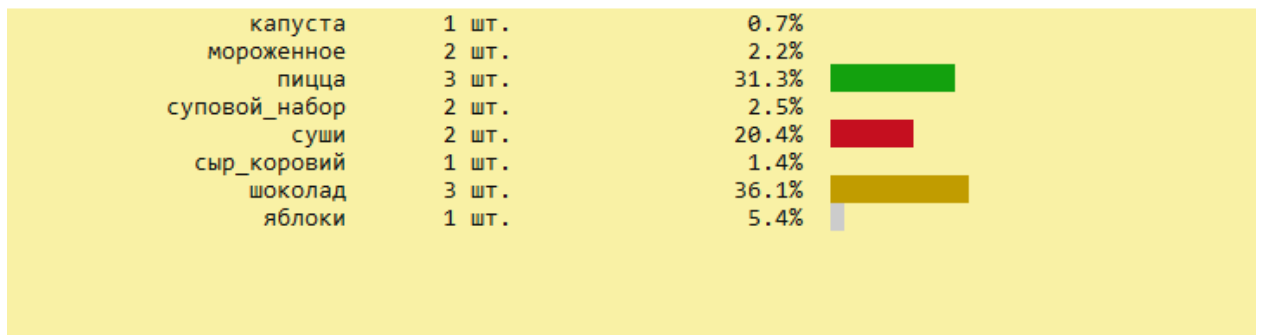 капуста 1 шт. 0.7%
мороженное 2 шт. 2.2%
пицца 3 шт. 31.3%
суповой_набор 2 шт. 2.5%
суши 2 шт. 20.4%
сыр_коровий 1 шт. 1.4%
шоколад 3 шт. 36.1%
яблоки 1 шт. 5.4%